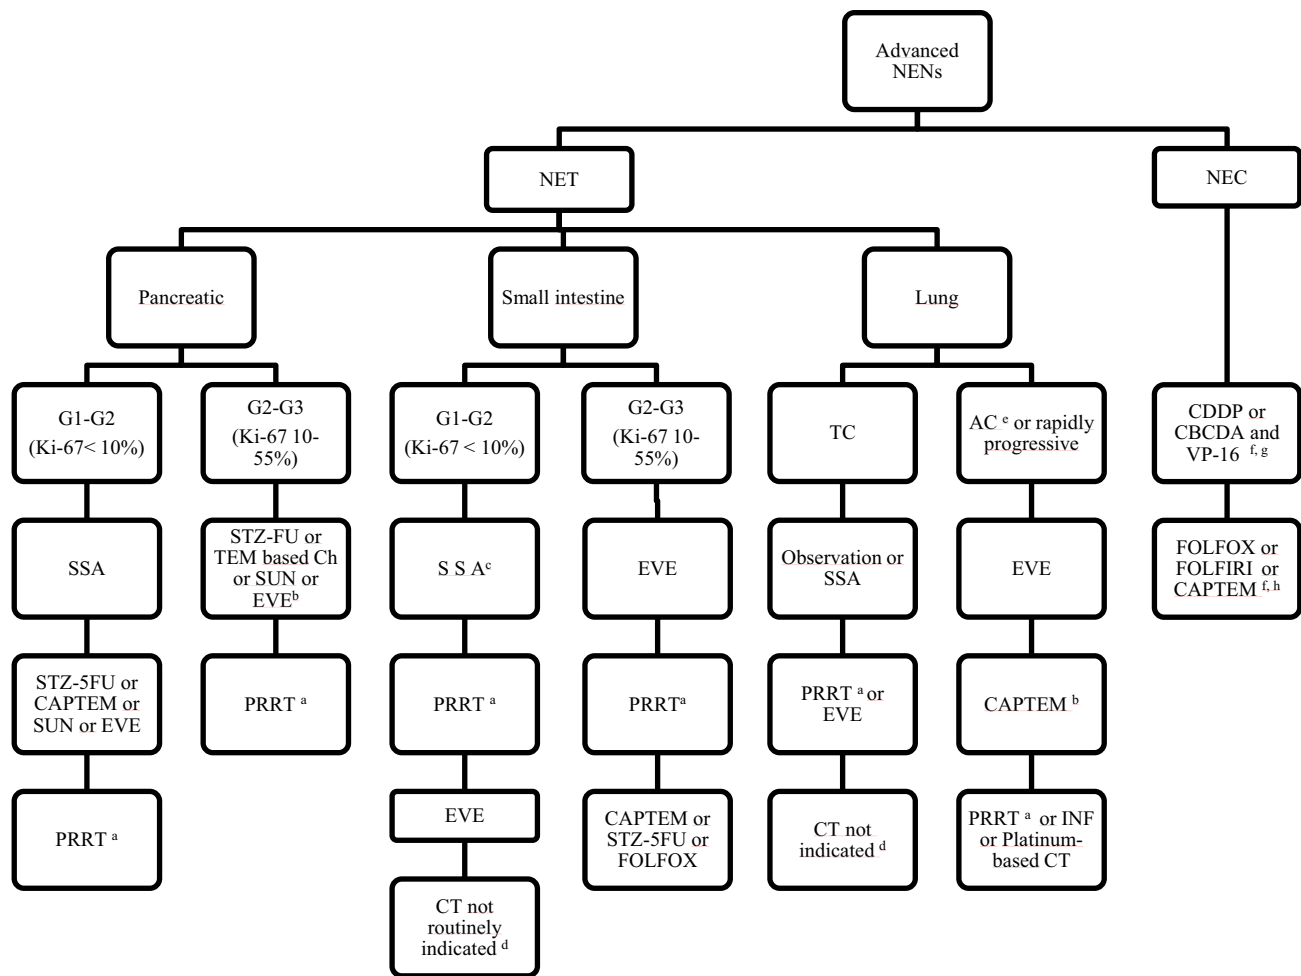 Advanced
NENs
NET
NEC
Pancreatic
Small intestine
Lung
G1-G2
(Ki-67< 10%)
G2-G3
(Ki-67 10-
55%)
G1-G2
(Ki-67 < 10%)
G2-G3
(Ki-67 10-
55%)
TC
AC e or rapidly
progressive
CDDP or
CBCDA and
VP-16 f, g
SSA
STZ-FU or
TEM based Ch
or SUN or
EVEb
S S Ac
EVE
Observation or
SSA
EVE
FOLFOX or
FOLFIRI or
CAPTEM f, h
STZ-5FU or
CAPTEM or
SUN or EVE
PRRT a
PRRT a
PRRTa
PRRT a or
EVE
CAPTEM b
PRRT a
EVE
CAPTEM or
STZ-5FU or
FOLFOX
CT not
indicated d
PRRT a or INF
or Platinum-
based CT
CT not
routinely
indicated d